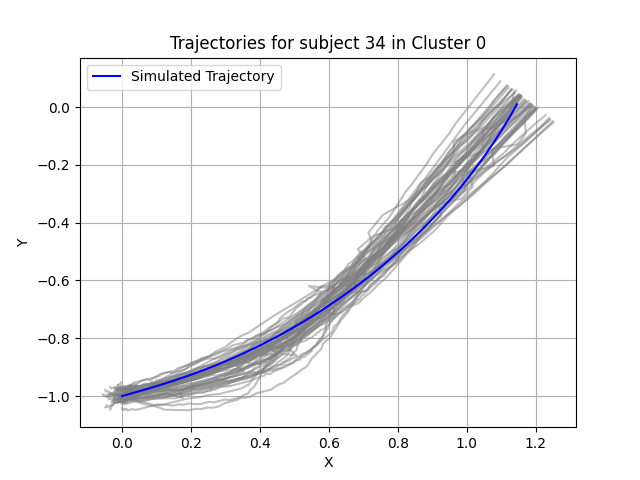 Trajectories for subject 34 in Cluster 0
Simulated Trajectory
0.0
−0.2
−0.4
−0.6
−0.8
−1.0
Y
0.0 0.2 0.4 0.6 0.8 1.0 1.2
X